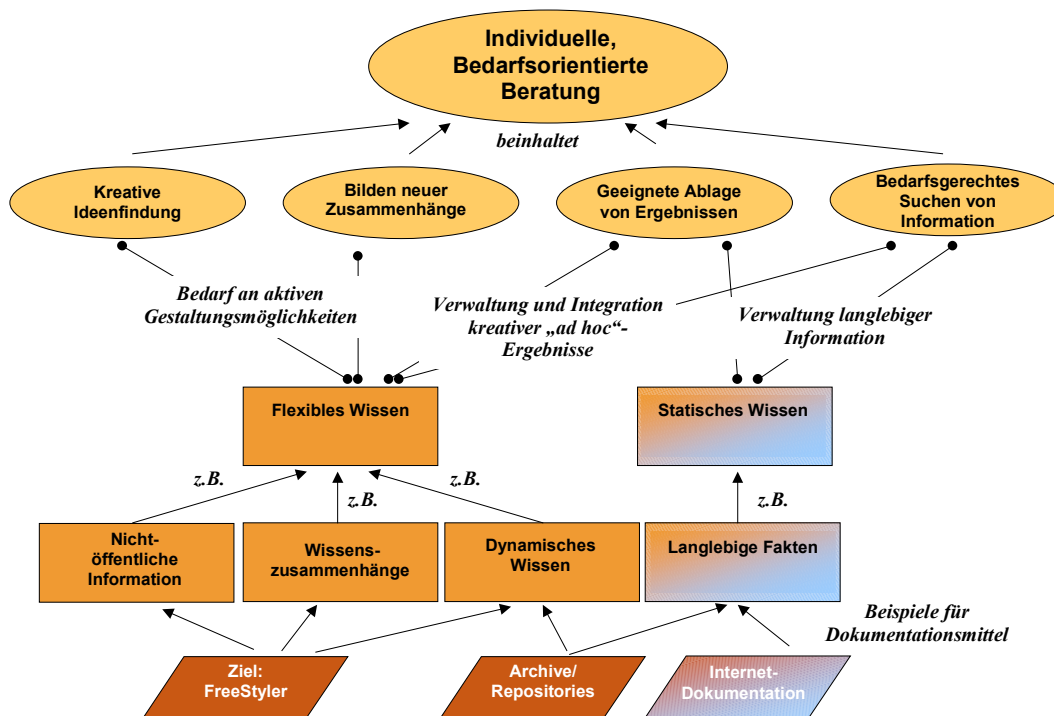 Individuelle,
Bedarfsorientierte
Beratung
beinhaltet
Kreative
Ideenfindung
Bilden neuer
Zusammenhänge
Geeignete Ablage
von Ergebnissen
Bedarfsgerechtes
Suchen von
Information
Bedarf an aktiven
Gestaltungsmöglichkeiten
Verwaltung und Integration
kreativer „ad hoc“-
Ergebnisse
Verwaltung langlebiger
Information
Flexibles Wissen
Statisches Wissen
z.B.
z.B.
z.B.
z.B.
Nicht-
öffentliche
Information
Wissens-
zusammenhänge
Dynamisches
Wissen
Langlebige Fakten
Beispiele für
Dokumentationsmittel
Ziel:
FreeStyler
Archive/
Repositories
Internet-
Dokumentation